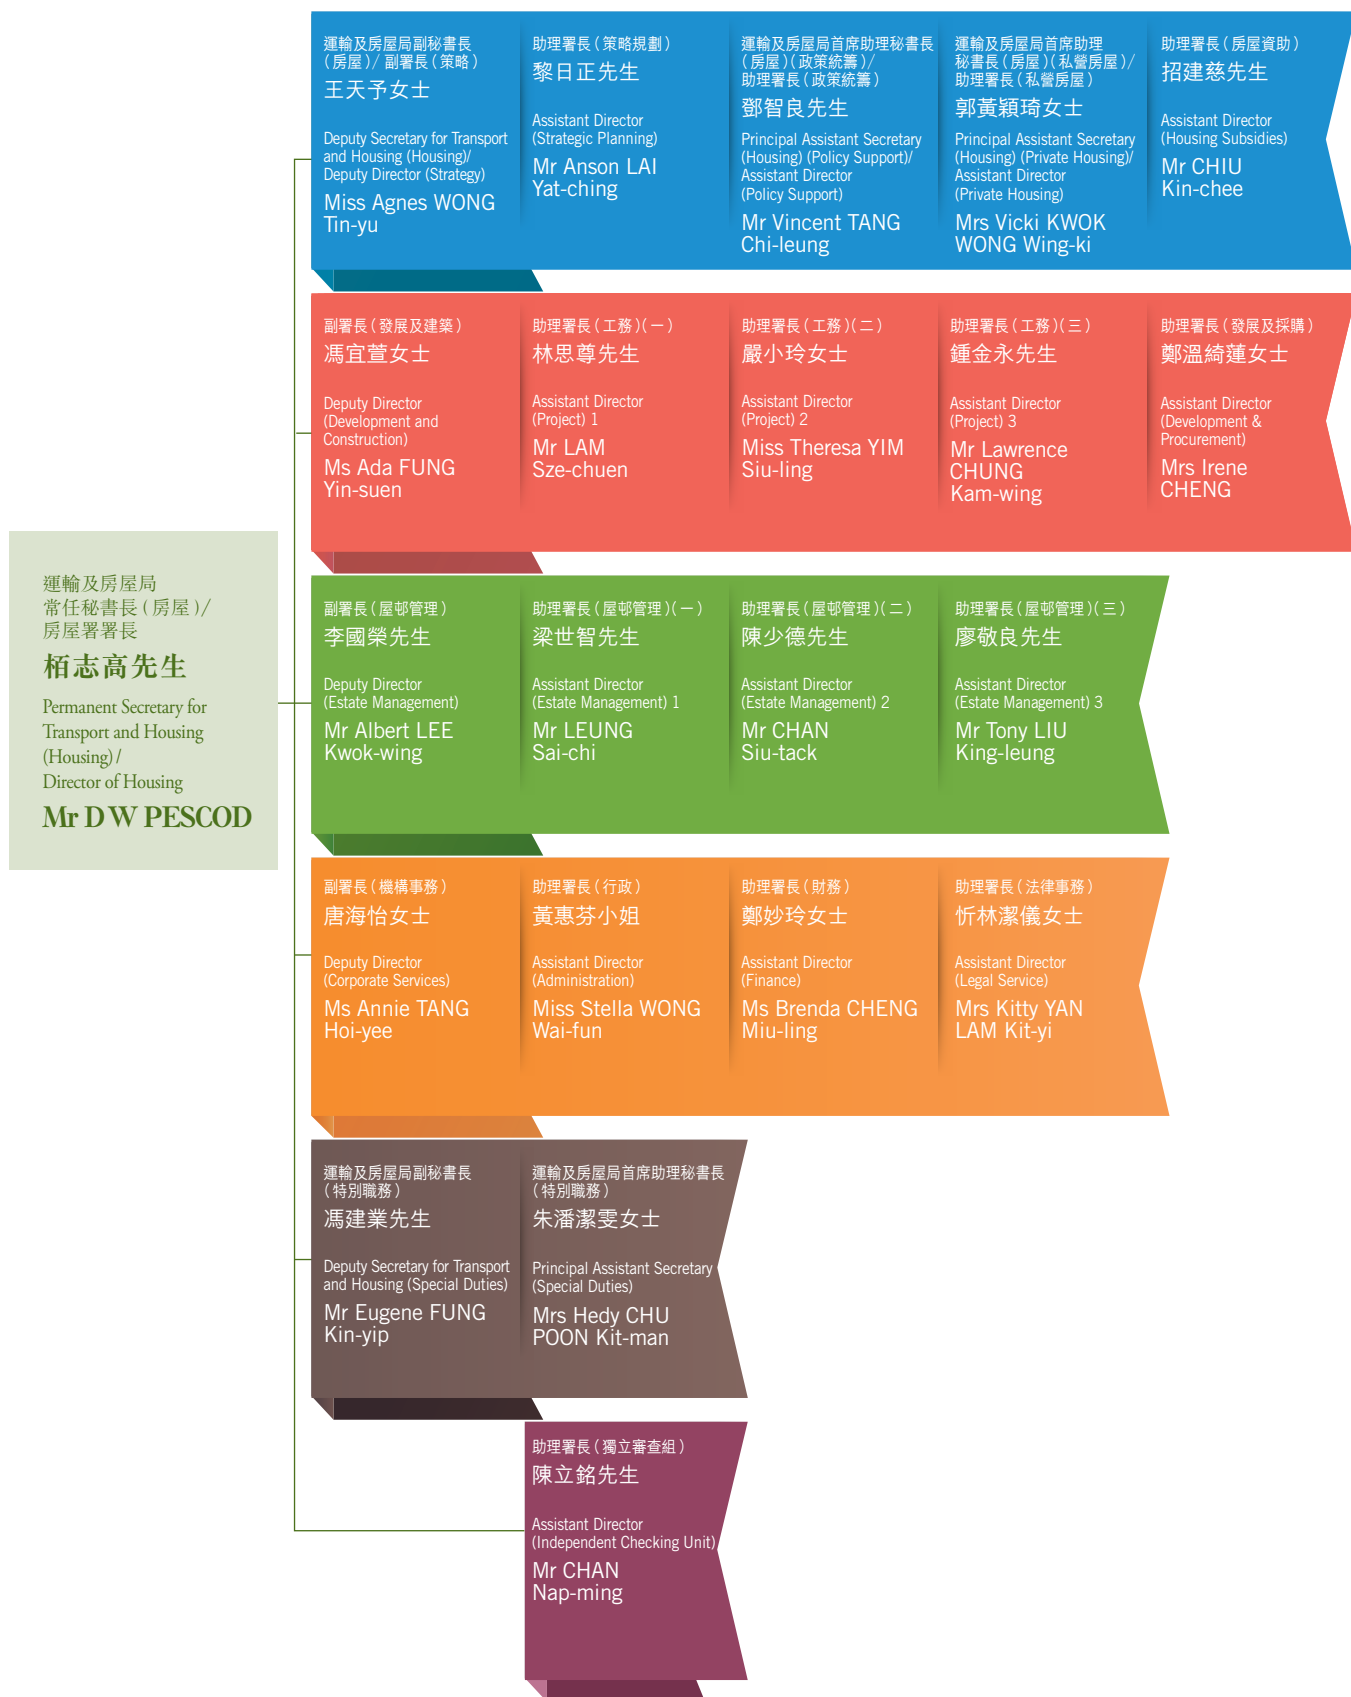 運輸及房屋局
常任秘書長 ( 房屋 ) /
房屋署署長
栢志高先生
Permanent Secretary for
Transport and Housing
(Housing) /
Director of Housing
Mr D W PESCOD
運輸及房屋局副秘書長
( 房屋 ) / 副署長 ( 策略 )
王天予女士
Deputy Secretary for Transport
and Housing (Housing)/
Deputy Director (Strategy)
Miss Agnes WONG
Tin-yu
助理署長 ( 策略規劃 )
黎日正先生
Assistant Director
(Strategic Planning)
Mr Anson LAI
Yat-ching
運輸及房屋局首席助理秘書長
( 房屋 ) ( 政策統籌 ) /
助理署長 ( 政策統籌 )
鄧智良先生
Principal Assistant Secretary
(Housing) (Policy Support)/
Assistant Director
(Policy Support)
Mr Vincent TANG
Chi-leung
運輸及房屋局首席助理
秘書長 ( 房屋 ) ( 私營房屋 ) /
助理署長 ( 私營房屋 )
郭黃穎琦女士
Principal Assistant Secretary
(Housing) (Private Housing)/
Assistant Director
(Private Housing)
Mrs Vicki KWOK
WONG Wing-ki
助理署長 ( 房屋資助 )
招建慈先生
Assistant Director
(Housing Subsidies)
Mr CHIU
Kin-chee
副署長 ( 發展及建築 )
馮宜萱女士
Deputy Director
(Development and
Construction)
Ms Ada FUNG
Yin-suen
助理署長 ( 工務 ) ( 一 )
林思尊先生
Assistant Director
(Project) 1
Mr LAM
Sze-chuen
助理署長 ( 工務 ) ( 二 )
嚴小玲女士
Assistant Director
(Project) 2
Miss Theresa YIM
Siu-ling
助理署長 ( 工務 ) ( 三 )
鍾金永先生
Assistant Director
(Project) 3
Mr Lawrence
CHUNG
Kam-wing
助理署長 ( 發展及採購 )
鄭溫綺蓮女士
Assistant Director
(Development &
Procurement)
Mrs Irene
CHENG
副署長 ( 屋邨管理 )
李國榮先生
Deputy Director
(Estate Management)
Mr Albert LEE
Kwok-wing
助理署長 ( 屋邨管理 ) ( 一 )
梁世智先生
Assistant Director
(Estate Management) 1
Mr LEUNG
Sai-chi
助理署長 ( 屋邨管理 ) ( 二 )
陳少德先生
Assistant Director
(Estate Management) 2
Mr CHAN
Siu-tack
助理署長 ( 屋邨管理 ) ( 三 )
廖敬良先生
Assistant Director
(Estate Management) 3
Mr Tony LIU
King-leung
副署長 ( 機構事務 )
唐海怡女士
Deputy Director
(Corporate Services)
Ms Annie TANG
Hoi-yee
助理署長 ( 行政 )
黃惠芬小姐
Assistant Director
(Administration)
Miss Stella WONG
Wai-fun
助理署長 ( 財務 )
鄭妙玲女士
Assistant Director
(Finance)
Ms Brenda CHENG
Miu-ling
助理署長 ( 法律事務 )
忻林潔儀女士
Assistant Director
(Legal Service)
Mrs Kitty YAN
LAM Kit-yi
運輸及房屋局副秘書長
( 特別職務 )
馮建業先生
Deputy Secretary for Transport
and Housing (Special Duties)
Mr Eugene FUNG
Kin-yip
運輸及房屋局首席助理秘書長
( 特別職務 )
朱潘潔雯女士
Principal Assistant Secretary
(Special Duties)
Mrs Hedy CHU
POON Kit-man
助理署長 ( 獨立審查組 )
陳立銘先生
Assistant Director
(Independent Checking Unit)
Mr CHAN
Nap-ming